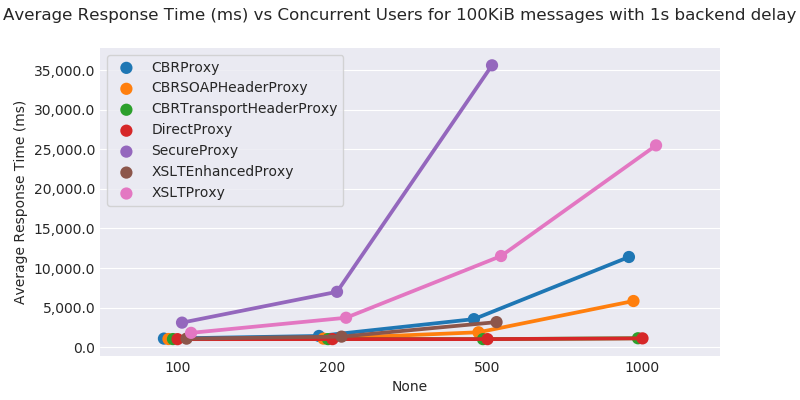 Average Response Time (ms) vs Concurrent Users for 100KiB messages with 1s backend delay
CBRProxy
CBRSOAPHeaderProxy
CBRTransportHeaderProxy
DirectProxy
SecureProxy
XSLTEnhancedProxy
XSLTProxy
Average Response Time (ms)
35,000.0
30,000.0
25,000.0
20,000.0
15,000.0
10,000.0
5,000.0
0.0
100 200 500 1000
None